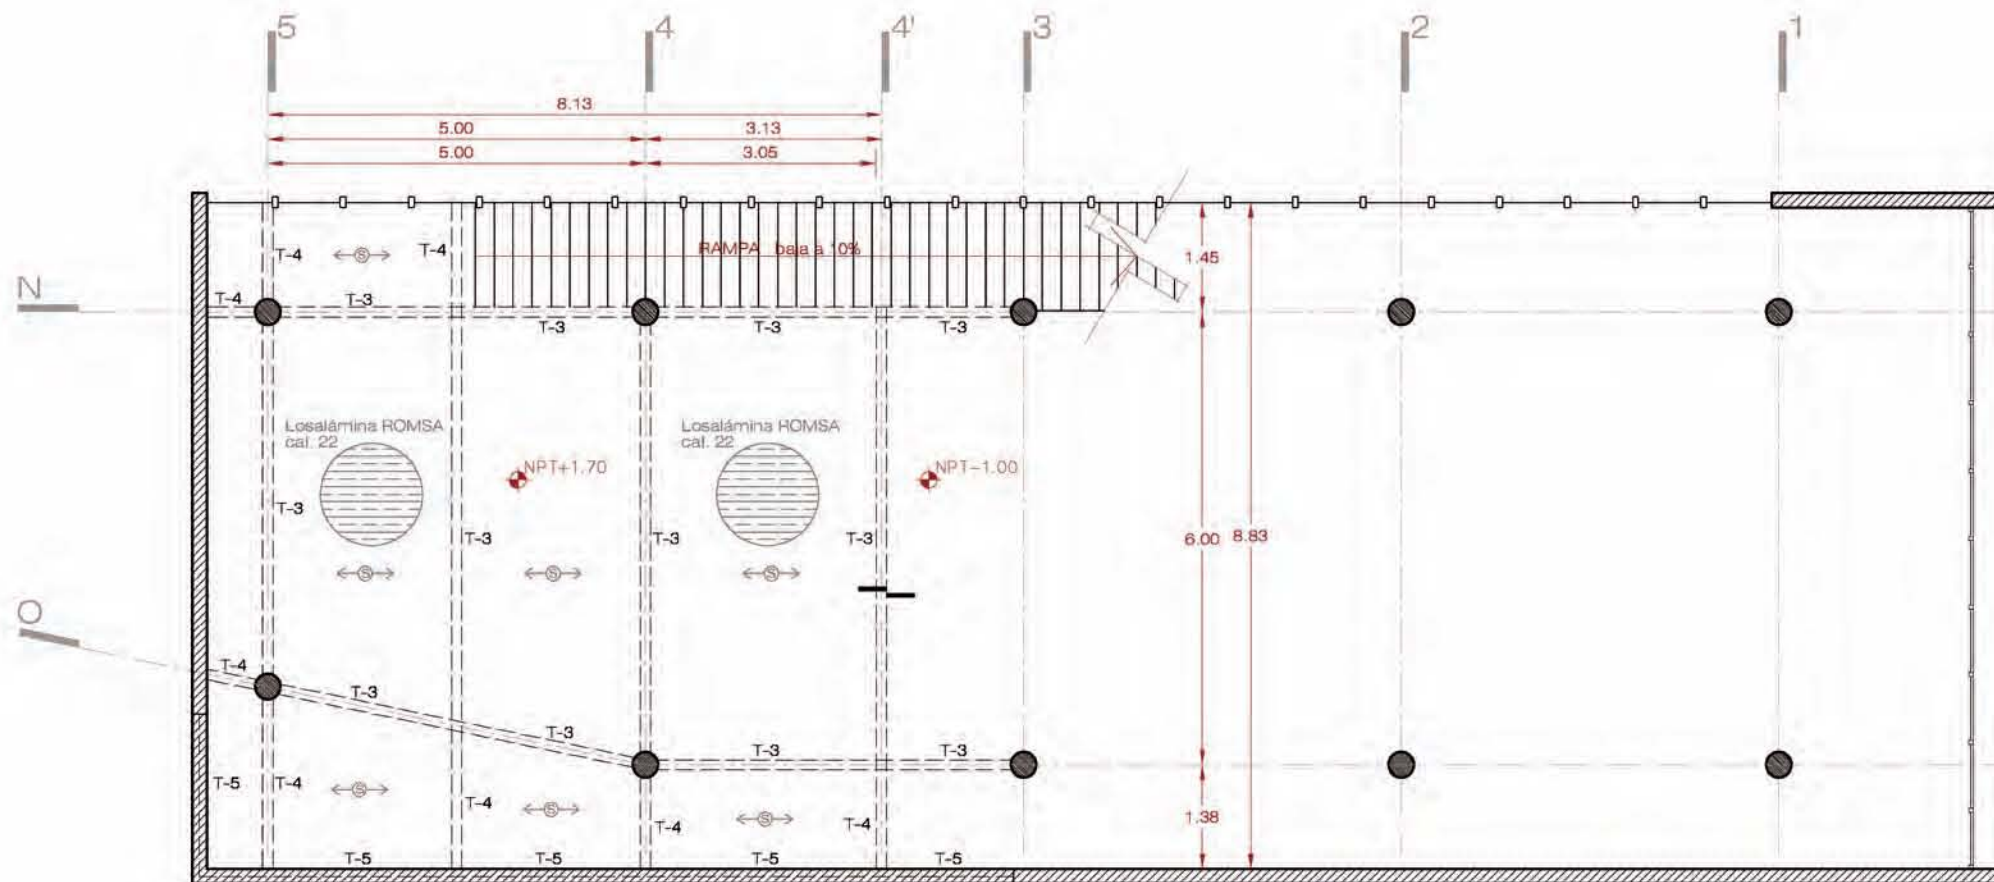 5 4 4' 3 2 1
8.13
5.00 3.13
5.00 3.05
T-4 T-4
RAMPA baja a 10%
1.45
N
T-4 T-3
T-3 T-3 T-3
Losalámina ROMSA
cal. 22
Losalámina ROMSA
cal. 22
NPT+1.70
NPT-1.00
T-3
T-3 T-3 T-3
6.00 8.83
S
S S S
O
T-4
T-3
T-3
T-3 T-3
T-5 T-4
S
T-4
S
T-4
S
T-4
1.38
T-5 T-5 T-5 T-5